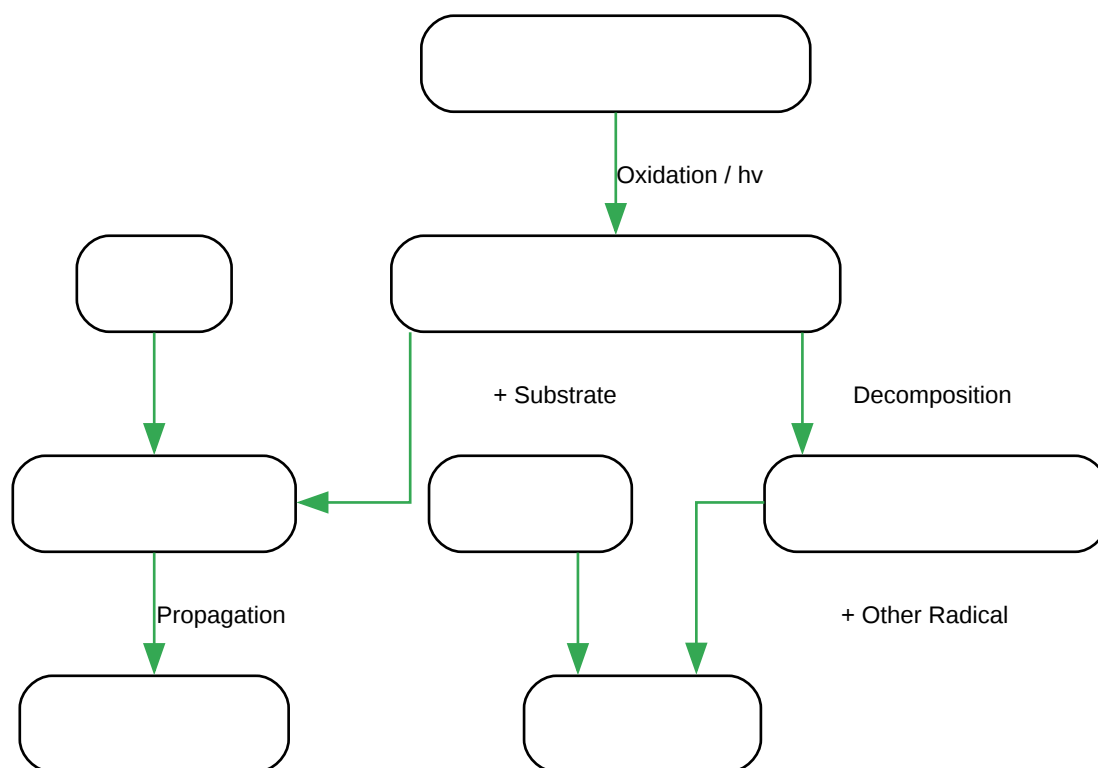 Oxidation / hv
+ Substrate
Decomposition
Propagation
+ Other Radical